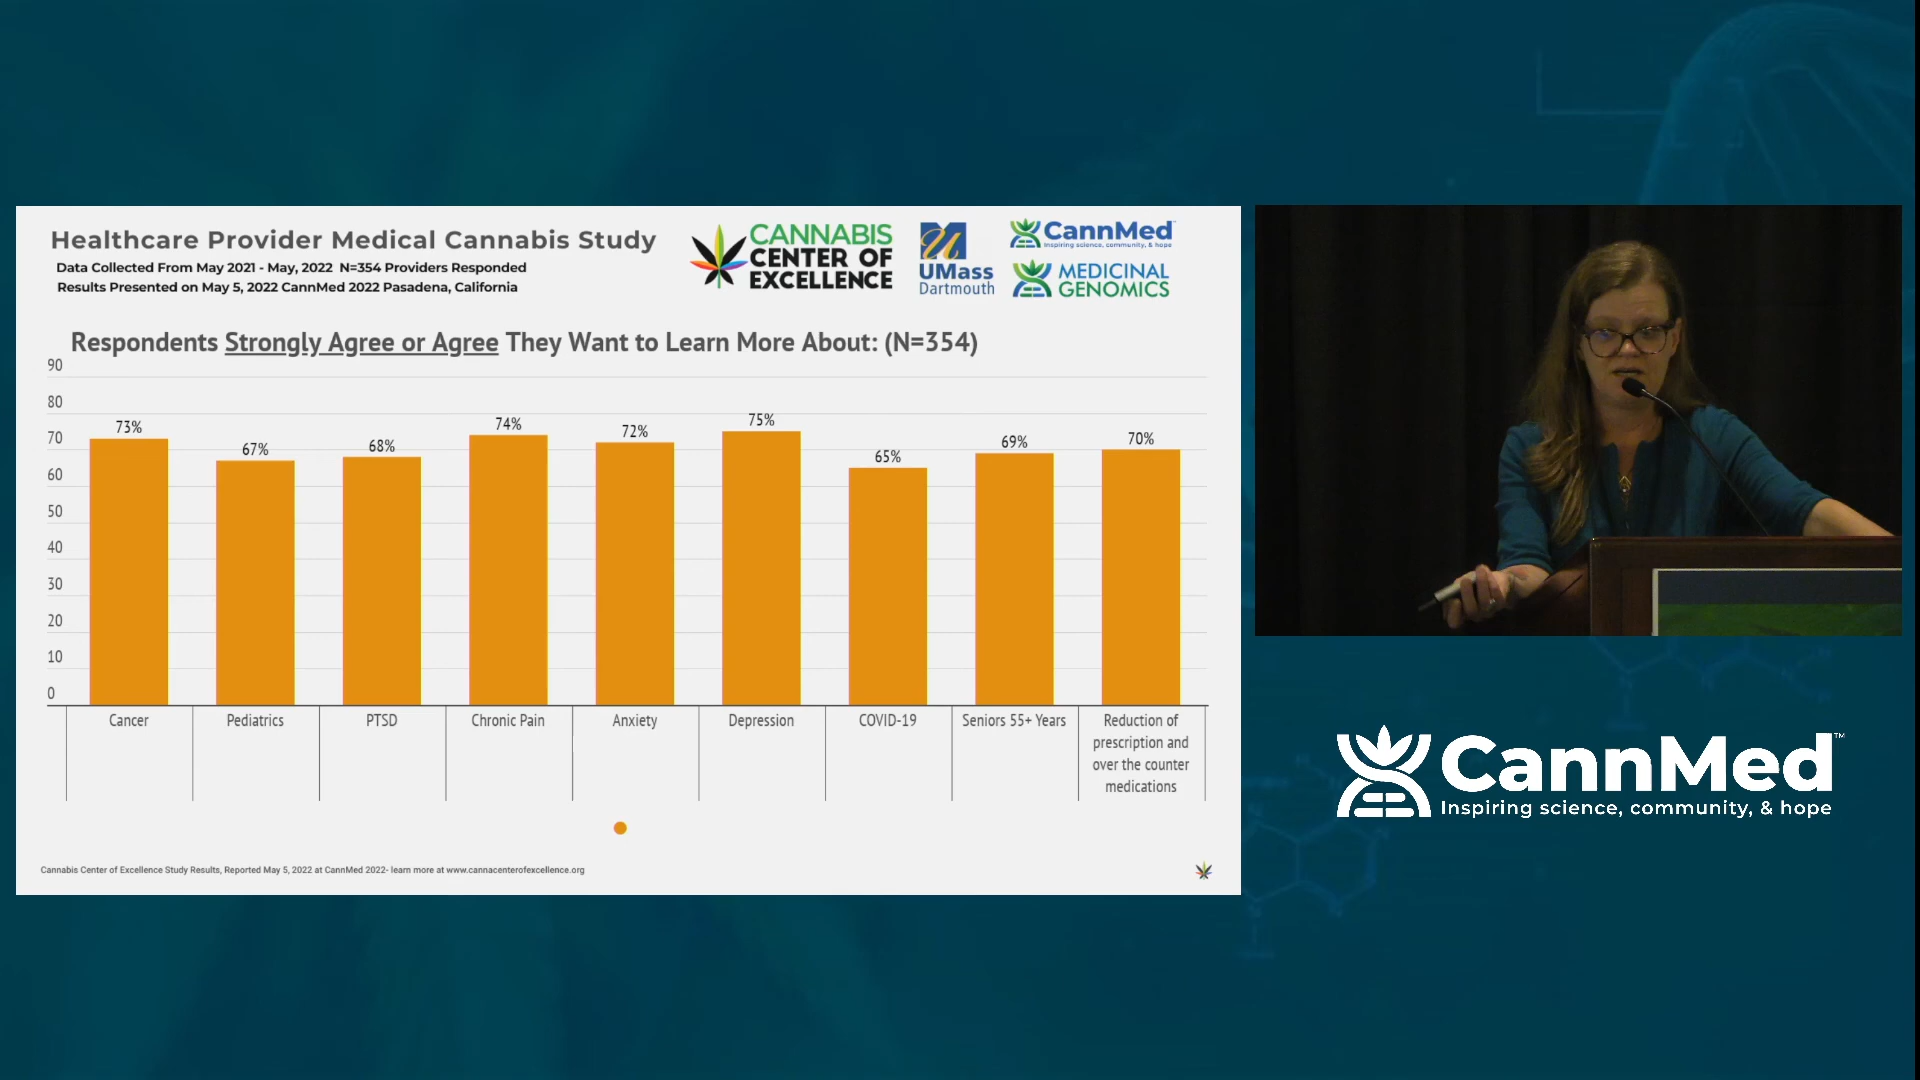 Healthcare Provider Medical Cannabis Study
Data Collected From May 2021 - May, 2022 N=354 Providers Responded
Results Presented on May 5, 2022 CannMed 2022 Pasadena, California
CANNABIS
CENTER OF
EXCELLENCE
UMass
Dartmouth
CannMed
Inspiring science, community, & hope
MEDICINAL
GENOMICS
Respondents Strongly Agree or Agree They Want to Learn More About: (N=354)
90
80
70
60
50
40
30
20
10
0
73%
67%
68%
74%
72%
75%
65%
69%
70%
Cancer
Pediatrics
PTSD
Chronic Pain
Anxiety
Depression
COVID-19
Seniors 55+ Years
Reduction of
prescription and
over the counter
medications
Cannabis Center of Excellence Study Results, Reported May 5, 2022 at CannMed 2022- learn more at www.cannacenterofexcellence.org
CannMed™
Inspiring science, community, & hope